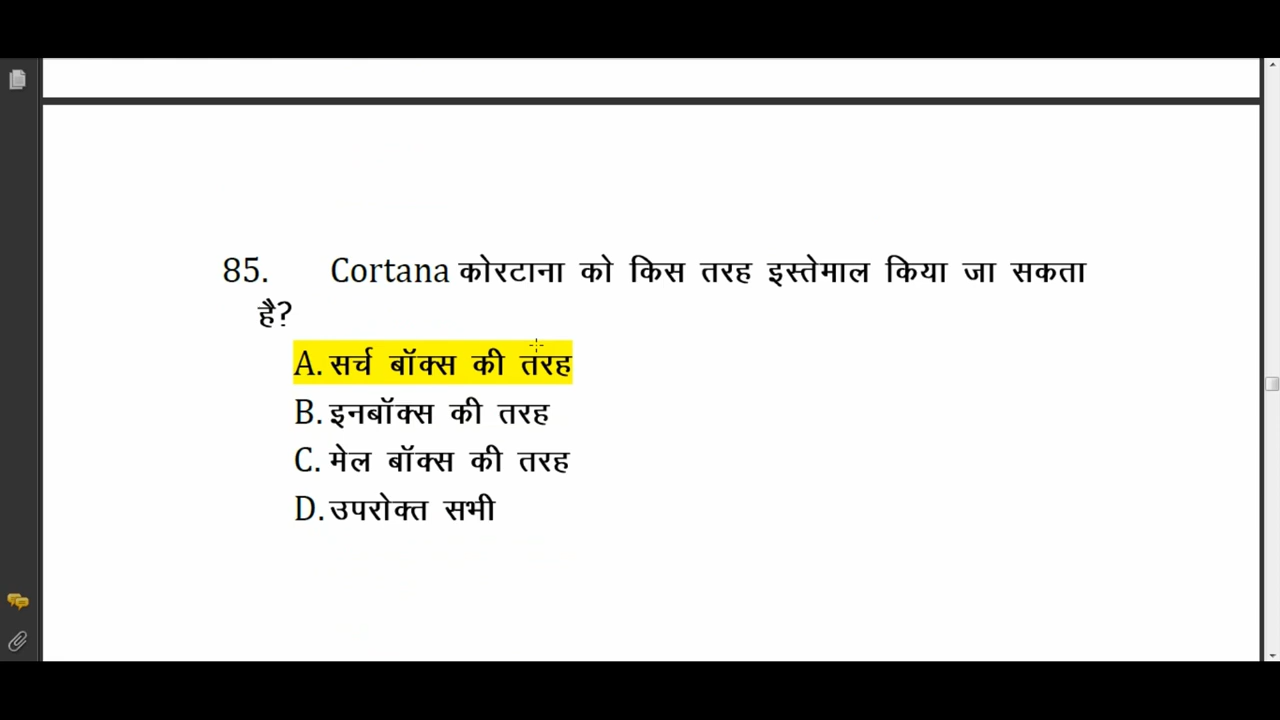 85. Cortana कोरटाना को किस तरह इस्तेमाल किया जा सकता
है?
A. सर्च बॉक्स की तरह
B. इनबॉक्स की तरह
C. मेल बॉक्स की तरह
D. उपरोक्त सभी